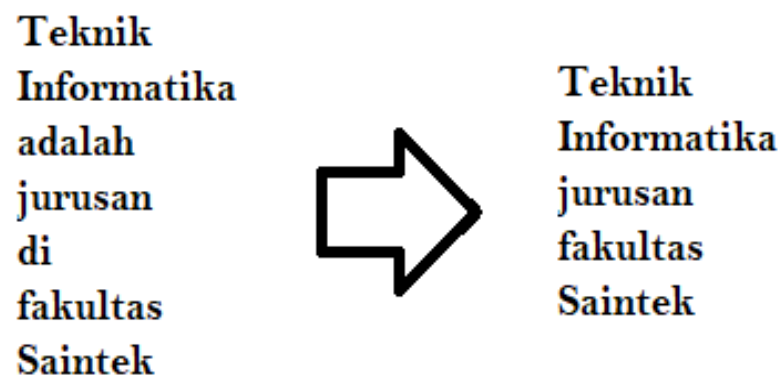 Teknik
Informatika
adalah
jurusan
di
fakultas
Saintek
Teknik
Informatika
jurusan
fakultas
Saintek